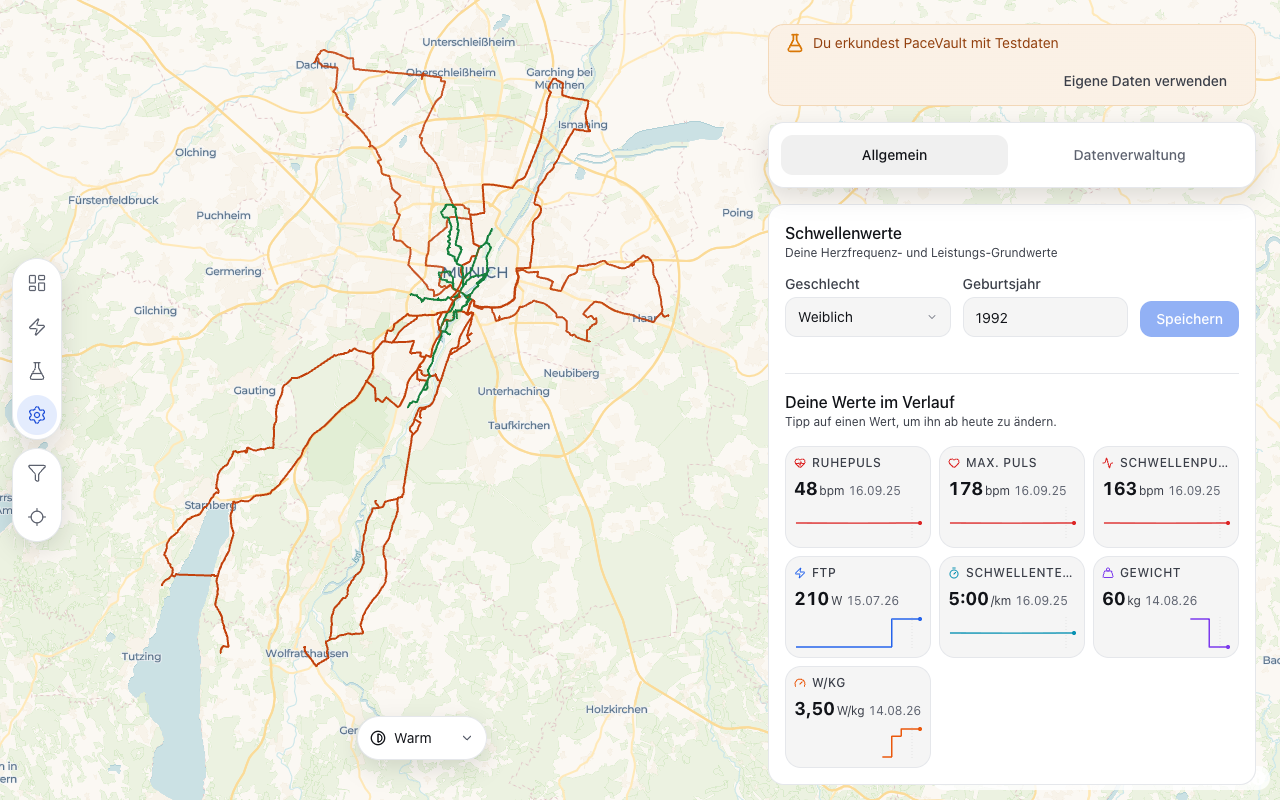 Unterschleißheim
Dachau
Oberschleißheim
Garching bei
München
Ismaning
Olching
Fürstenfeldbruck
Puchheim
Poing
Germering
MUNICH
Gilching
Haar
Neubiberg
Gauting
Unterhaching
Taufkirchen
Starnberg
Isar
Tutzing
Wolfratshausen
Holzkirchen
Warm
Du erkundest PaceVault mit Testdaten
Eigene Daten verwenden
Allgemein
Datenverwaltung
Schwellenwerte
Deine Herzfrequenz- und Leistungs-Grundwerte
Geschlecht
Geburtsjahr
Weiblich
1992
Speichern
Deine Werte im Verlauf
Tipp auf einen Wert, um ihn ab heute zu ändern.
RUHEPULS
48 bpm 16.09.25
MAX. PULS
178 bpm 16.09.25
SCHWELLENPU...
163 bpm 16.09.25
FTP
210 W 15.07.26
SCHWELLENTE...
5:00 /km 16.09.25
GEWICHT
60 kg 14.08.26
W/KG
3,50 W/kg 14.08.26